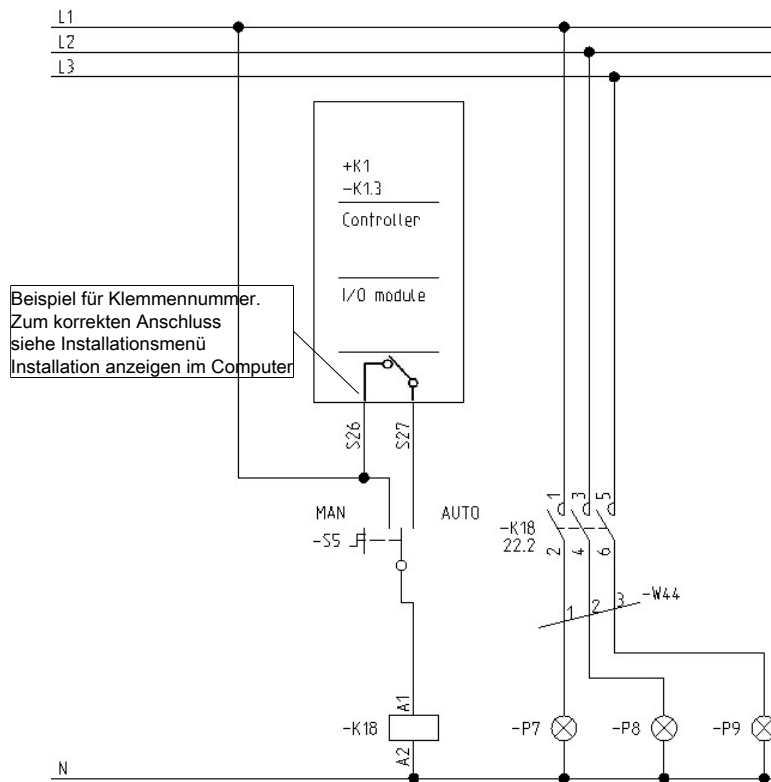 L1
L2
L3
+K1
-K1.3
Controller
I/O module
Beispiel für Klemmennummer.
Zum korrekten Anschluss
siehe Installationsmenü
Installation anzeigen im Computer
S26
S27
MAN
AUTO
-S5
-K18
22.2
1
3
5
2
4
6
1
2
3
-W44
A1
-K18
A2
-P7
-P8
-P9
N